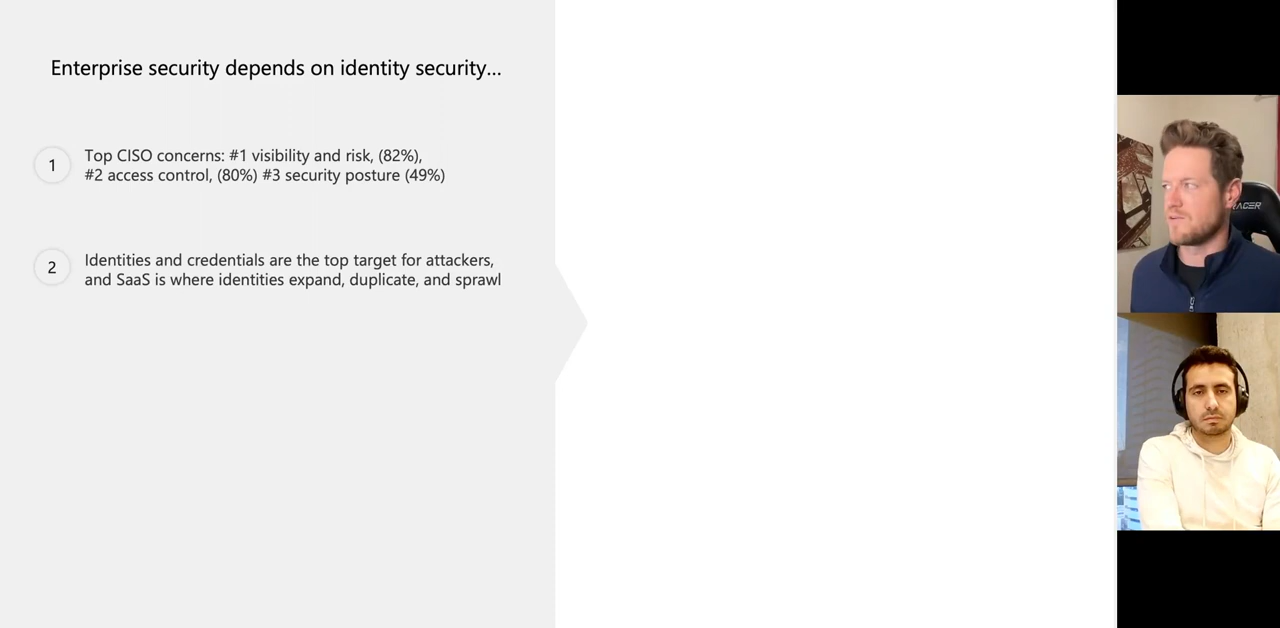 Enterprise security depends on identity security...
1
Top CISO concerns: #1 visibility and risk, (82%),
#2 access control, (80%) #3 security posture (49%)
2
Identities and credentials are the top target for attackers,
and SaaS is where identities expand, duplicate, and sprawl